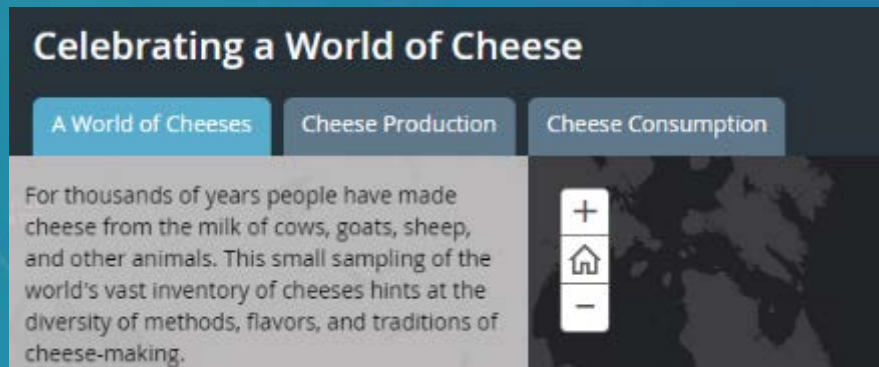 Celebrating a World of Cheese
A World of Cheeses
Cheese Production
Cheese Consumption
For thousands of years people have made
cheese from the milk of cows, goats, sheep,
and other animals. This small sampling of the
world's vast inventory of cheeses hints at the
diversity of methods, flavors, and traditions of
cheese-making.
+
−